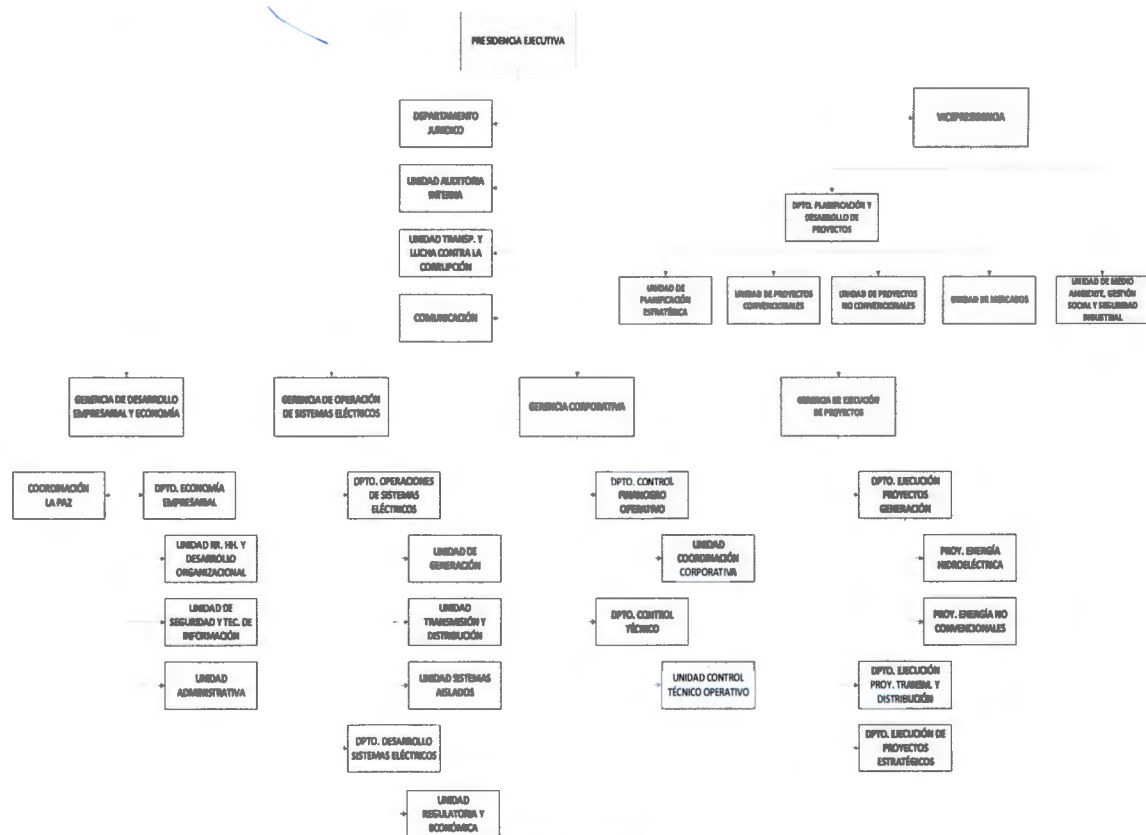 PRESIDENCIA EJECUTIVA
DEPARTAMENTO
JURIDICO
VICEPRESIDENCIA
UNIDAD AUDITORIA
INTERNA
DPTO. PLANIFICACIÓN Y
DESARROLLO DE
PROYECTOS
UNIDAD TRANSP. Y
LUCHA CONTRA LA
CORRUPCIÓN
COMUNICACIÓN
UNIDAD DE
PLANIFICACIÓN
ESTRATÉGICA
UNIDAD DE PROYECTOS
CONVENCIONALES
UNIDAD DE PROYECTOS
NO CONVENCIONALES
UNIDAD DE MERCADOS
UNIDAD DE MEDIO
AMBIENTE, GESTIÓN
SOCIAL Y SEGURIDAD
INDUSTRIAL
GERENCIA DE DESARROLLO
EMPRESARIAL Y ECONOMÍA
GERENCIA DE OPERACIÓN
DE SISTEMAS ELÉCTRICOS
GERENCIA CORPORATIVA
GERENCIA DE EJECUCIÓN
DE PROYECTOS
COORDINACIÓN
LA PAZ
DPTO. ECONOMÍA
EMPRESARIAL
UNIDAD RR. HH. Y
DESARROLLO
ORGANIZACIONAL
UNIDAD DE
SEGURIDAD Y TEC. DE
INFORMACIÓN
UNIDAD
ADMINISTRATIVA
DPTO. OPERACIONES
DE SISTEMAS
ELÉCTRICOS
UNIDAD DE
GENERACIÓN
UNIDAD
TRANSMISIÓN Y
DISTRIBUCIÓN
UNIDAD SISTEMAS
AISLADOS
DPTO. DESARROLLO
SISTEMAS ELÉCTRICOS
UNIDAD
REGULATORIA Y
ECONÓMICA
DPTO. CONTROL
FINANCIERO
OPERATIVO
UNIDAD
COORDINACIÓN
CORPORATIVA
DPTO. CONTROL
TÉCNICO
UNIDAD CONTROL
TÉCNICO OPERATIVO
DPTO. EJECUCIÓN
PROYECTOS
GENERACIÓN
PROY. ENERGÍA
HIDROELÉCTRICA
PROY. ENERGÍA NO
CONVENCIONALES
DPTO. EJECUCIÓN
PROY. TRANSM. Y
DISTRIBUCIÓN
DPTO. EJECUCIÓN DE
PROYECTOS
ESTRATÉGICOS